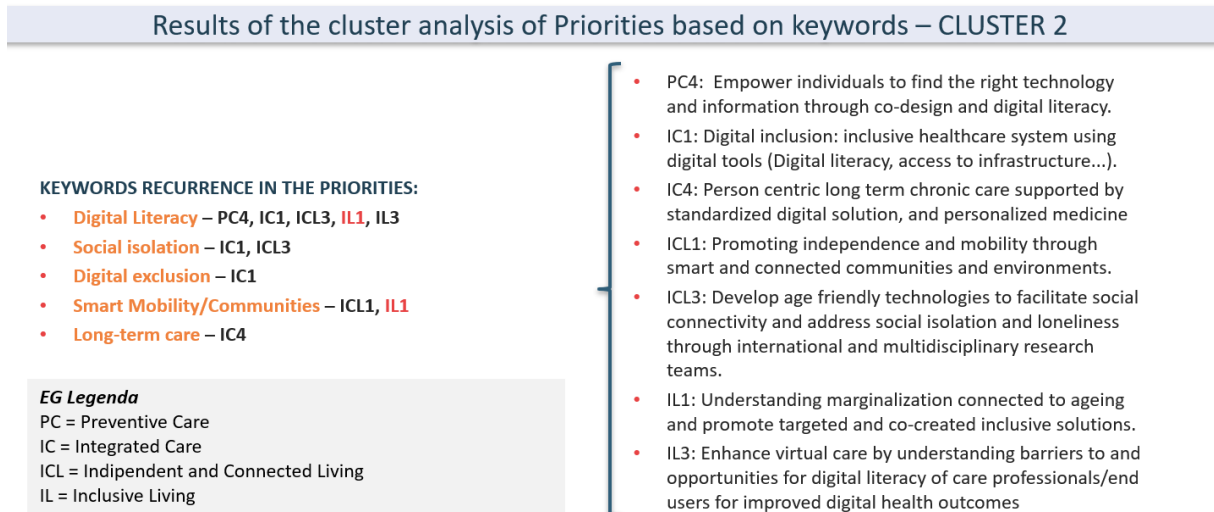 Results of the cluster analysis of Priorities based on keywords – CLUSTER 2
KEYWORDS RECURRENCE IN THE PRIORITIES:
• Digital Literacy – PC4, IC1, ICL3, IL1, IL3
• Social isolation – IC1, ICL3
• Digital exclusion – IC1
• Smart Mobility/Communities – ICL1, IL1
• Long-term care – IC4
EG Legenda
PC = Preventive Care
IC = Integrated Care
ICL = Indipendent and Connected Living
IL = Inclusive Living
• PC4:  Empower individuals to find the right technology
and information through co-design and digital literacy.
• IC1: Digital inclusion: inclusive healthcare system using
digital tools (Digital literacy, access to infrastructure...).
• IC4: Person centric long term chronic care supported by
standardized digital solution, and personalized medicine
• ICL1: Promoting independence and mobility through
smart and connected communities and environments.
• ICL3: Develop age friendly technologies to facilitate social
connectivity and address social isolation and loneliness
through international and multidisciplinary research
teams.
• IL1: Understanding marginalization connected to ageing
and promote targeted and co-created inclusive solutions.
• IL3: Enhance virtual care by understanding barriers to and
opportunities for digital literacy of care professionals/end
users for improved digital health outcomes